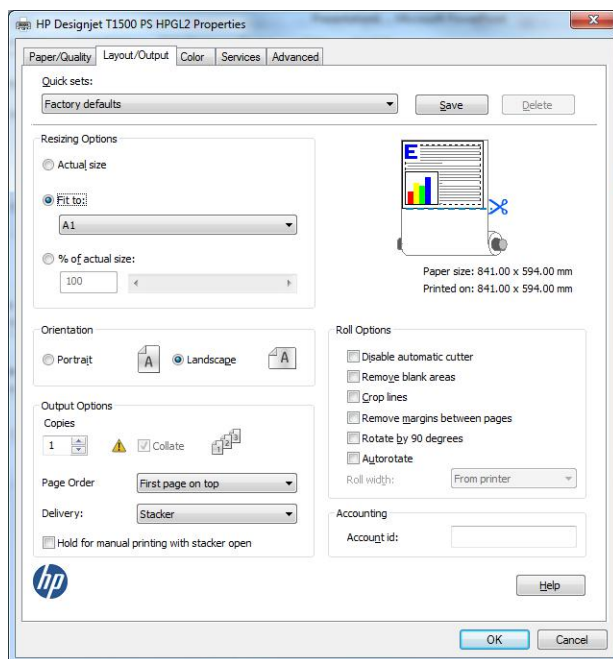 HP Designjet T1500 PS HPGL2 Properties
Paper/Quality Layout/Output Color Services Advanced
Quick sets:
Factory defaults
Save
Delete
Resizing Options
Actual size
Fit to:
A1
% of actual size:
100
E
Paper size: 841.00 x 594.00 mm
Printed on: 841.00 x 594.00 mm
Orientation
Portrait
A
Landscape
A
Output Options
Copies
1
Collate
1 2 3
Page Order
First page on top
Delivery:
Stacker
Hold for manual printing with stacker open
Roll Options
Disable automatic cutter
Remove blank areas
Crop lines
Remove margins between pages
Rotate by 90 degrees
Autorotate
Roll width:
From printer
Accounting
Account id:
hp
Help
OK
Cancel